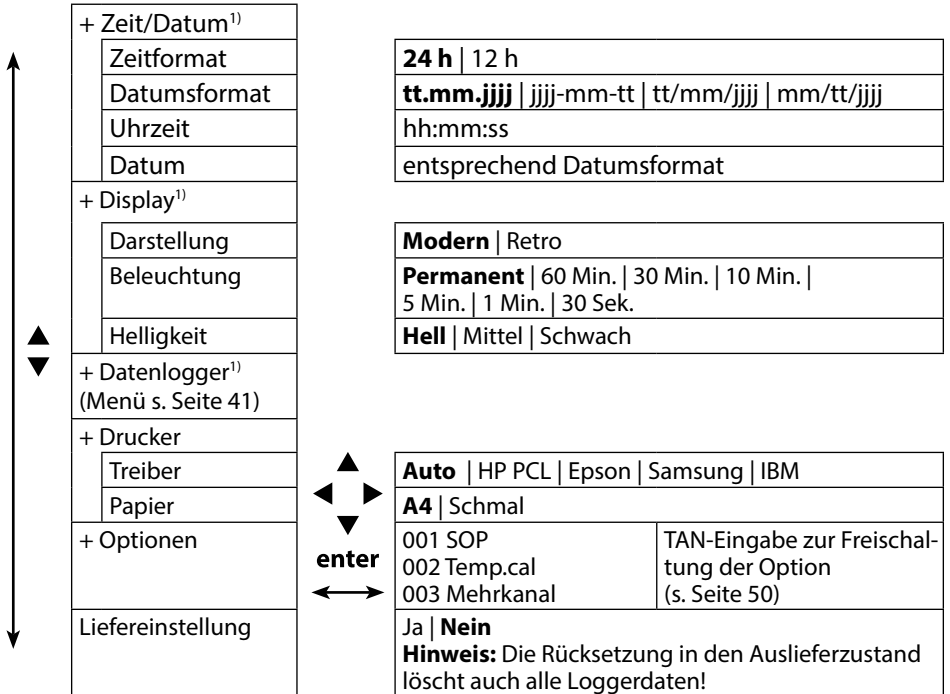 + Zeit/Datum1)
Zeitformat 24 h | 12 h
Datumsformat tt.mm.jjjj | jjjj-mm-tt | tt/mm/jjjj | mm/tt/jjjj
Uhrzeit hh:mm:ss
Datum entsprechend Datumsformat
+ Display1)
Darstellung Modern | Retro
Beleuchtung Permanent | 60 Min. | 30 Min. | 10 Min. |
5 Min. | 1 Min. | 30 Sek.
Helligkeit Hell | Mittel | Schwach
+ Datenlogger1)
(Menü s. Seite 41)
+ Drucker
Treiber Auto | HP PCL | Epson | Samsung | IBM
Papier A4 | Schmal
+ Optionen
enter
001 SOP
002 Temp.cal
003 Mehrkanal
TAN-Eingabe zur Freischal-
tung der Option
(s. Seite 50)
Liefereinstellung Ja | Nein
Hinweis: Die Rücksetzung in den Auslieferzustand
löscht auch alle Loggerdaten!